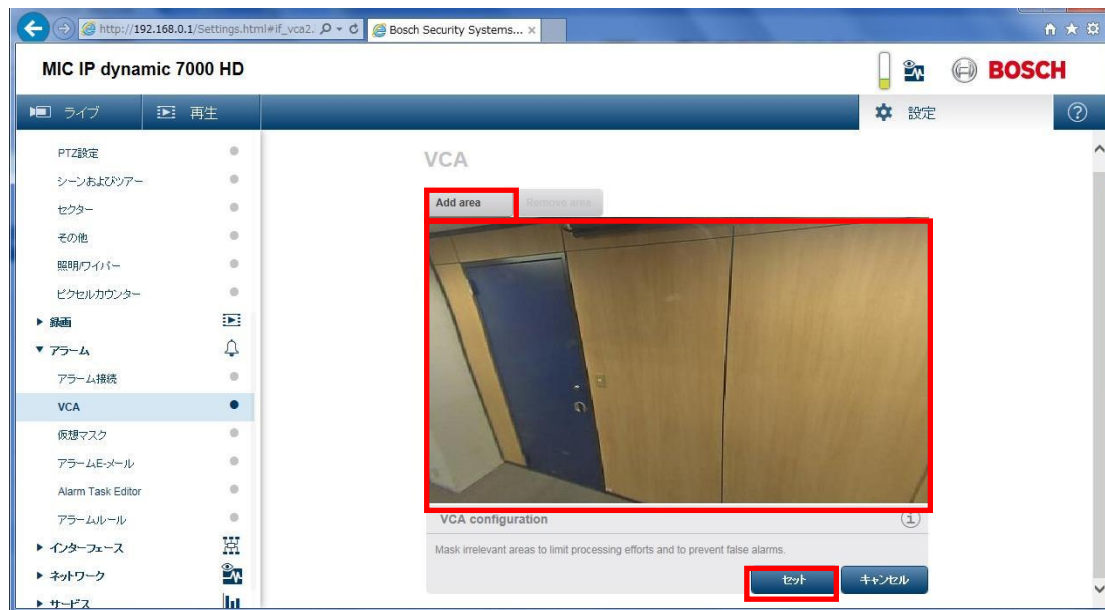 http://192.168.0.1/Settings.html#if_vca2.
Bosch Security Systems...
MIC IP dynamic 7000 HD
BOSCH
ライブ
再生
設定
PTZ設定
シーンおよびツアー
セクター
その他
照明/ワイパー
ピクセルカウンター
録画
アラーム
アラーム接続
VCA
仮想マスク
アラームE-メール
Alarm Task Editor
アラームルール
インターフェース
ネットワーク
サービス
VCA
Add area
Remove area
VCA configuration
Mask irrelevant areas to limit processing efforts and to prevent false alarms.
セット
キャンセル